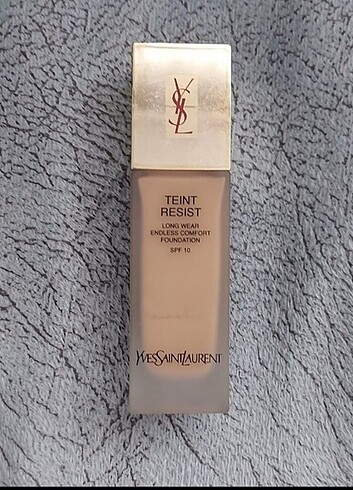 YSL
TEINT
RESIST
LONG WEAR
ENDLESS COMFORT
FOUNDATION
SPF 10
YVESSAINTLAURENT